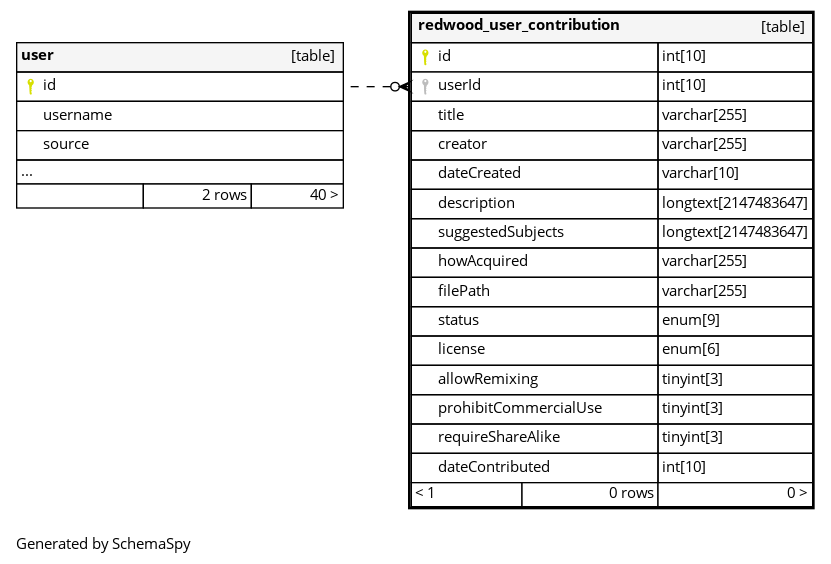 user [table]
id
username
source
...
2 rows 40 >
redwood_user_contribution [table]
id int[10]
userId int[10]
title varchar[255]
creator varchar[255]
dateCreated varchar[10]
description longtext[2147483647]
suggestedSubjects longtext[2147483647]
howAcquired varchar[255]
filePath varchar[255]
status enum[9]
license enum[6]
allowRemixing tinyint[3]
prohibitCommercialUse tinyint[3]
requireShareAlike tinyint[3]
dateContributed int[10]
< 1 0 rows 0 >
Generated by SchemaSpy